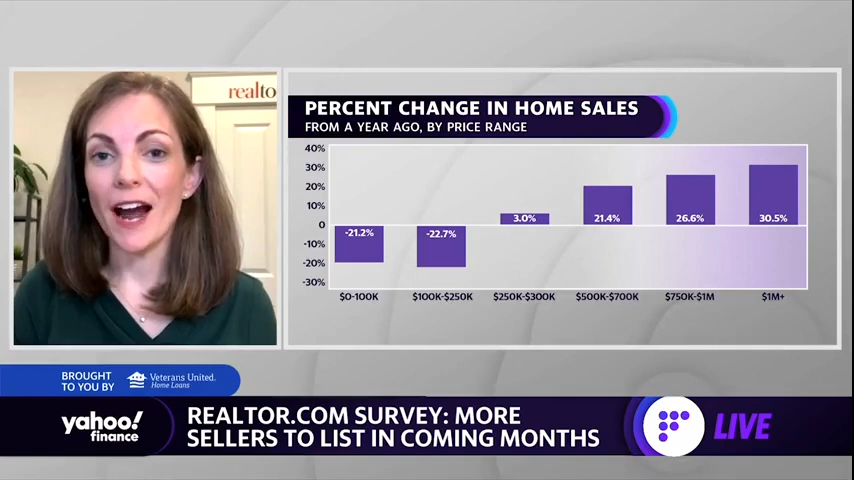 realto
PERCENT CHANGE IN HOME SALES
FROM A YEAR AGO, BY PRICE RANGE
40%
30%
20%
10%
0
-10%
-20%
-30%
-21.2%
-22.7%
3.0%
21.4%
26.6%
30.5%
$0-100K
$100K-$250K
$250K-$300K
$500K-$700K
$750K-$1M
$1M+
BROUGHT
TO YOU BY
Veterans United.
Home Loans
yahoo!
finance
REALTOR.COM SURVEY: MORE
SELLERS TO LIST IN COMING MONTHS
LIVE